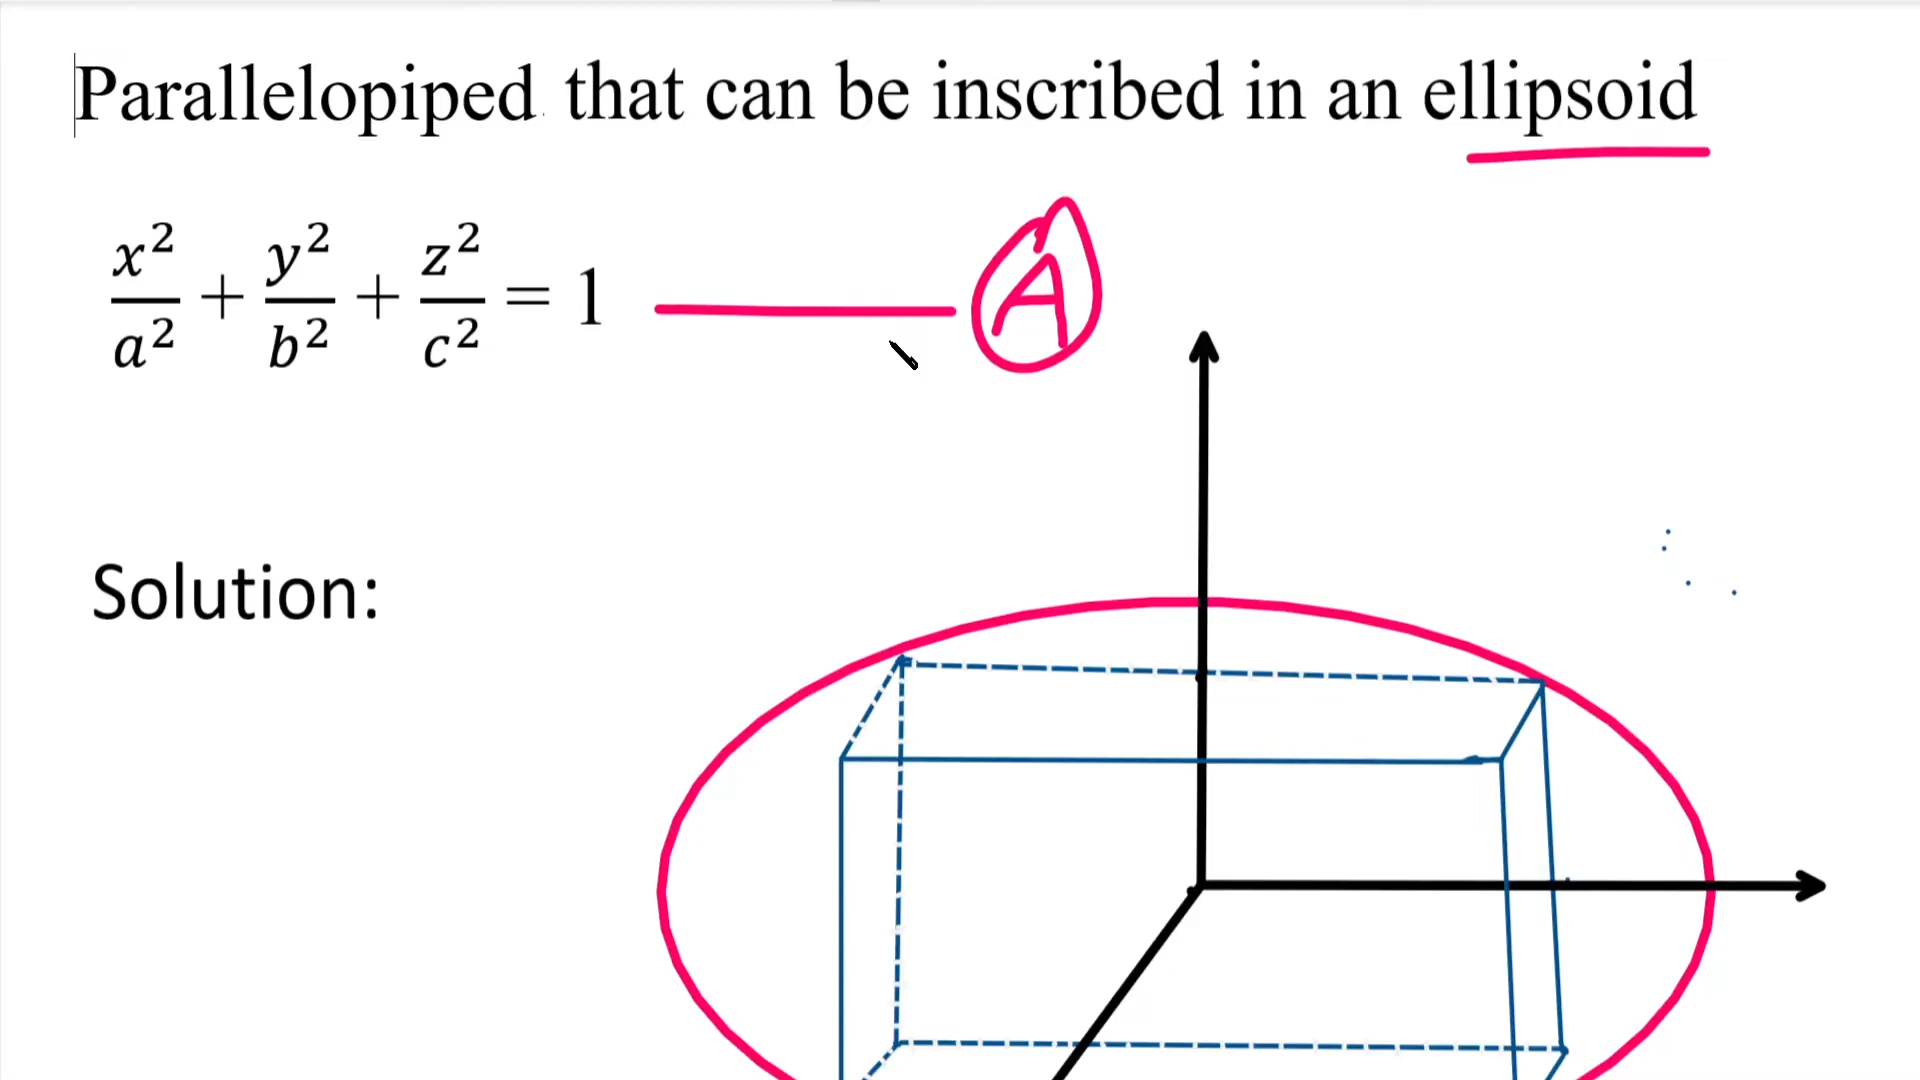 Parallelopiped that can be inscribed in an ellipsoid
x²/a² + y²/b² + z²/c² = 1 ——— A
Solution: